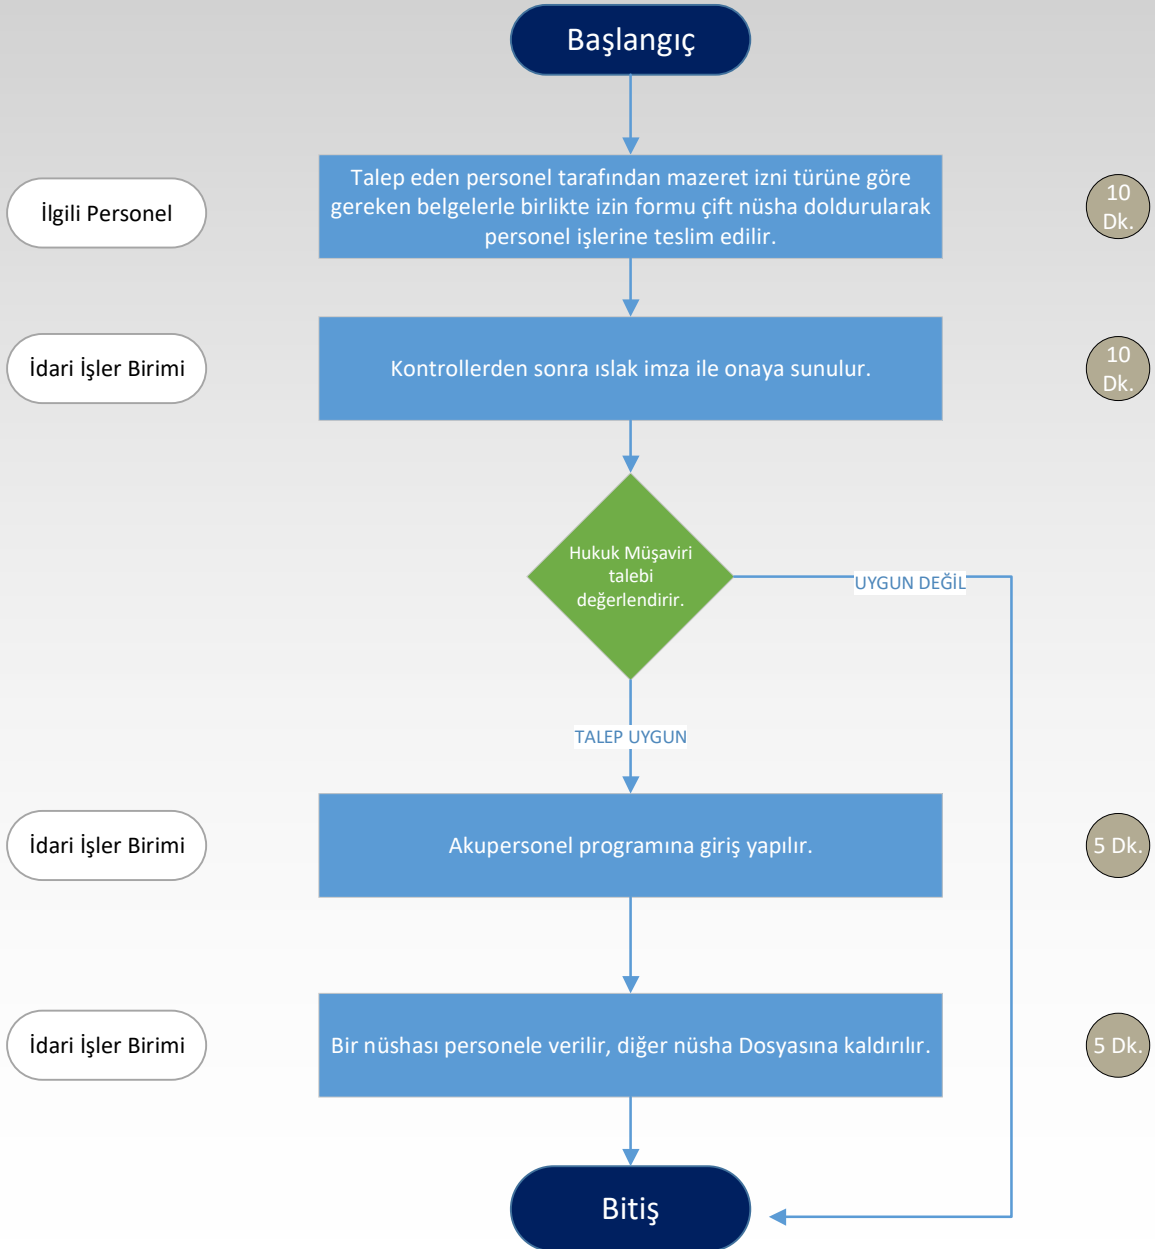 Başlangıç
İlgili Personel
Talep eden personel tarafından mazeret izni türüne göre
gereken belgelerle birlikte izin formu çift nüsha doldurularak
personel işlerine teslim edilir.
10
Dk.
İdari İşler Birimi
Kontrollerden sonra ıslak imza ile onaya sunulur.
10
Dk.
Hukuk Müşaviri
talebi
değerlendirir.
UYGUN DEĞİL
TALEP UYGUN
İdari İşler Birimi
Akupersonel programına giriş yapılır.
5 Dk.
İdari İşler Birimi
Bir nüshası personele verilir, diğer nüsha Dosyasına kaldırılır.
5 Dk.
Bitiş